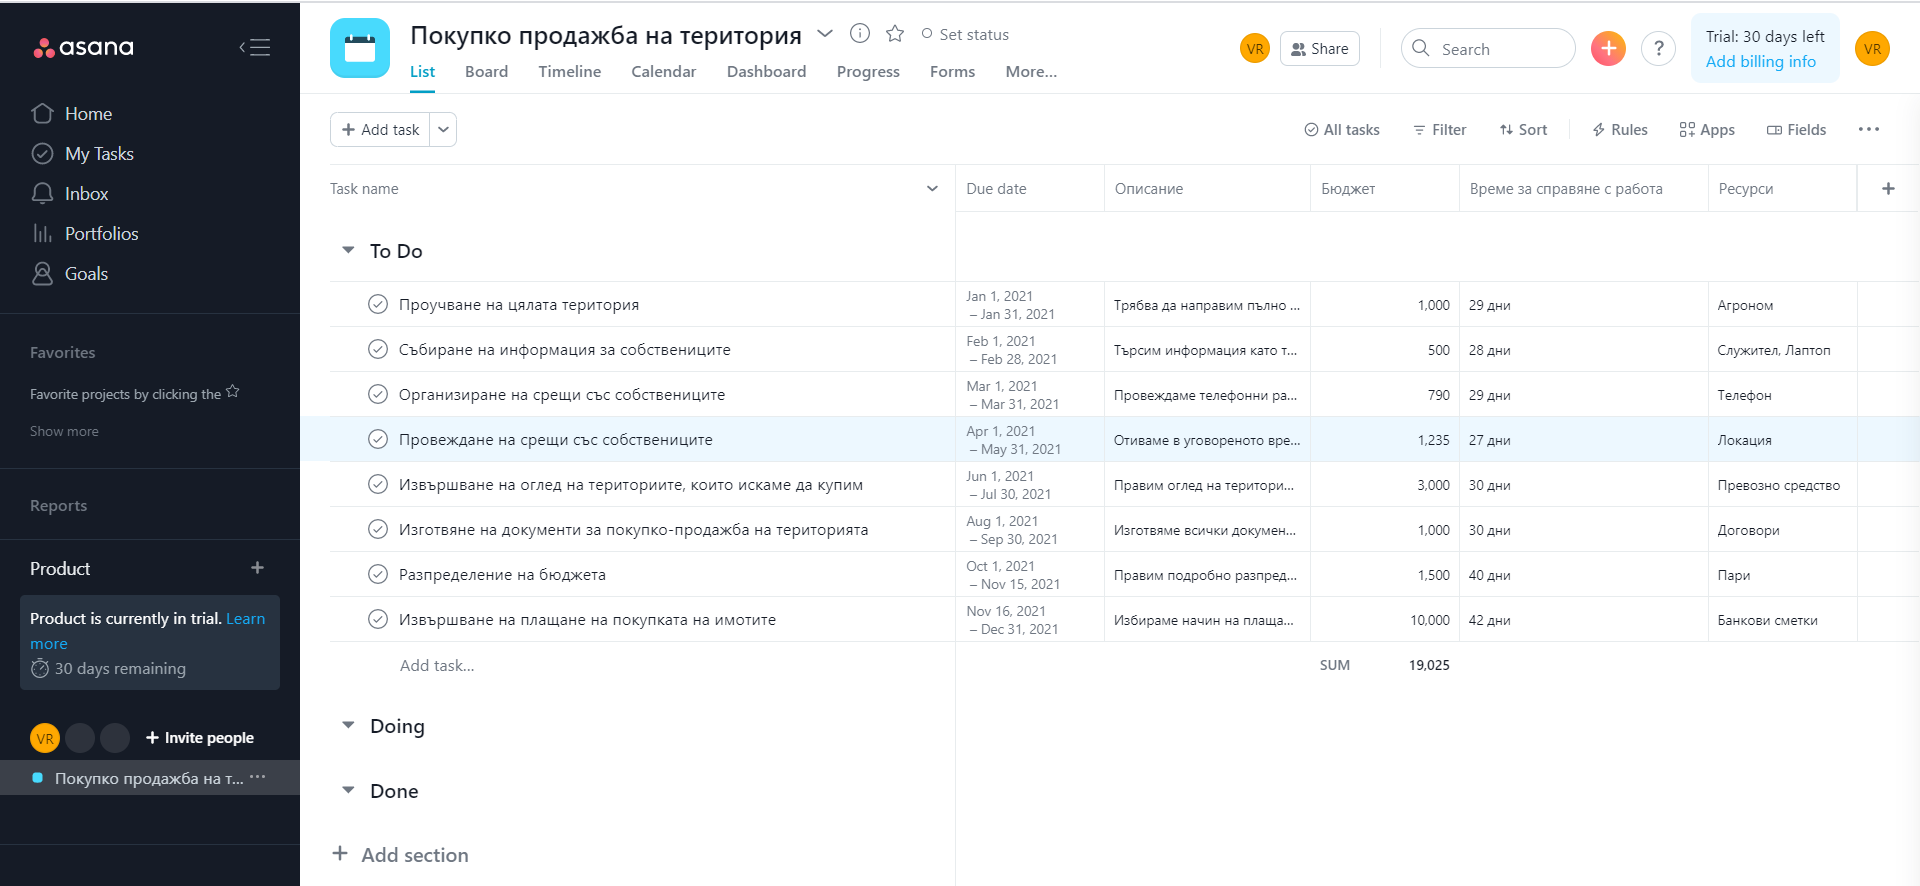 asana
Home
My Tasks
Inbox
Portfolios
Goals
Favorites
Favorite projects by clicking the
Show more
Reports
Product
Product is currently in trial. Learn
more
30 days remaining
VR
Invite people
Покупко продажба на т...
Покупко продажба на територия
Set status
List Board Timeline Calendar Dashboard Progress Forms More...
VR Share
Search
+
?
Trial: 30 days left
Add billing info
VR
+ Add task
All tasks Filter Sort Rules Apps Fields
Task name Due date Описание Бюджет Време за справяне с работа Ресурси +
To Do
Проучване на цялата територия Jan 1, 2021 – Jan 31, 2021 Трябва да направим пълно ... 1,000 29 дни Агроном
Събиране на информация за собствениците Feb 1, 2021 – Feb 28, 2021 Търсим информация като т... 500 28 дни Служител, Лаптоп
Организиране на срещи със собствениците Mar 1, 2021 – Mar 31, 2021 Провеждаме телефонни ра... 790 29 дни Телефон
Провеждане на срещи със собствениците Apr 1, 2021 – May 31, 2021 Отиваме в уговореното вре... 1,235 27 дни Локация
Извършване на оглед на териториите, които искаме да купим Jun 1, 2021 – Jul 30, 2021 Правим оглед на територи... 3,000 30 дни Превозно средство
Изготвяне на документи за покупко-продажба на територията Aug 1, 2021 – Sep 30, 2021 Изготвяме всички докумен... 1,000 30 дни Договори
Разпределение на бюджета Oct 1, 2021 – Nov 15, 2021 Правим подробно разпред... 1,500 40 дни Пари
Извършване на плащане на покупката на имотите Nov 16, 2021 – Dec 31, 2021 Избираме начин на плаща... 10,000 42 дни Банкови сметки
Add task... SUM 19,025
Doing
Done
+ Add section